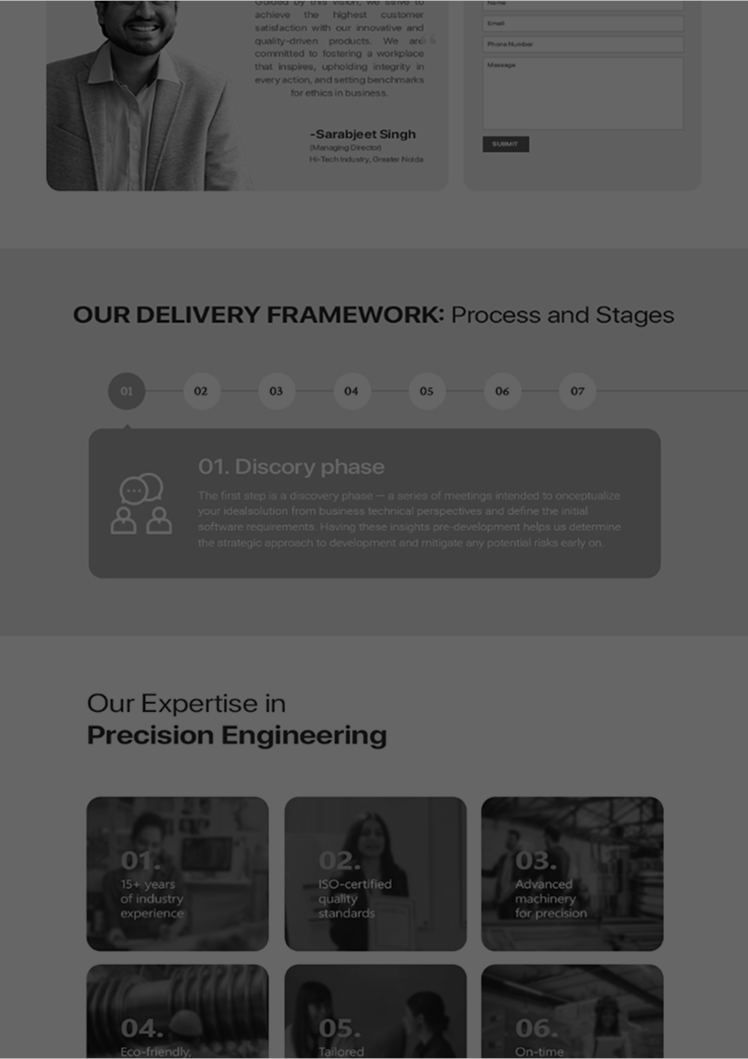 Guided by this vision, we strive to
achieve the highest customer
satisfaction with our innovative and
quality-driven products. We are
committed to fostering a workplace
that inspires, upholding integrity in
every action, and setting benchmarks
for ethics in business.
-Sarabjeet Singh
(Managing Director)
Hi-Tech Industry, Greater Noida
Name
Email
Phone Number
Message
SUBMIT
OUR DELIVERY FRAMEWORK: Process and Stages
01 02 03 04 05 06 07
01. Discory phase
The first step is a discovery phase — a series of meetings intended to onceptualize
your idealsolution from business technical perspectives and define the initial
software requirements. Having these insights pre-development helps us determine
the strategic approach to development and mitigate any potential risks early on.
Our Expertise in
Precision Engineering
01.
15+ years
of industry
experience
02.
ISO-certified
quality
standards
03.
Advanced
machinery
for precision
04.
Eco-friendly,
05.
Tailored
06.
On-time